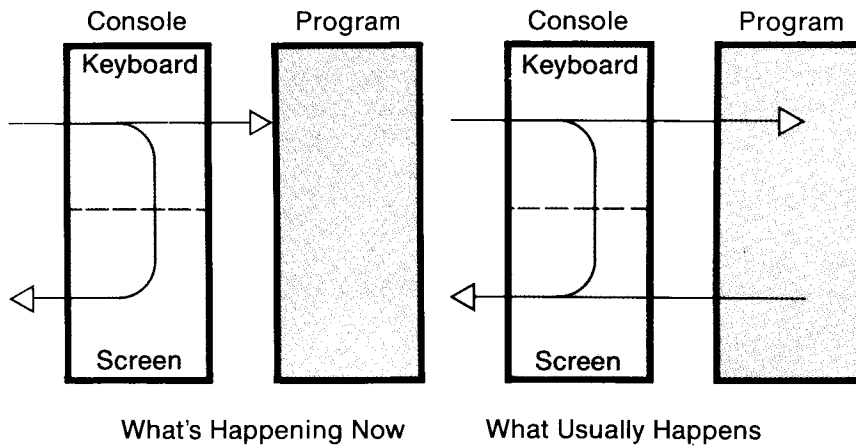 Console Program Console Program
Keyboard Keyboard
Screen Screen
What's Happening Now What Usually Happens